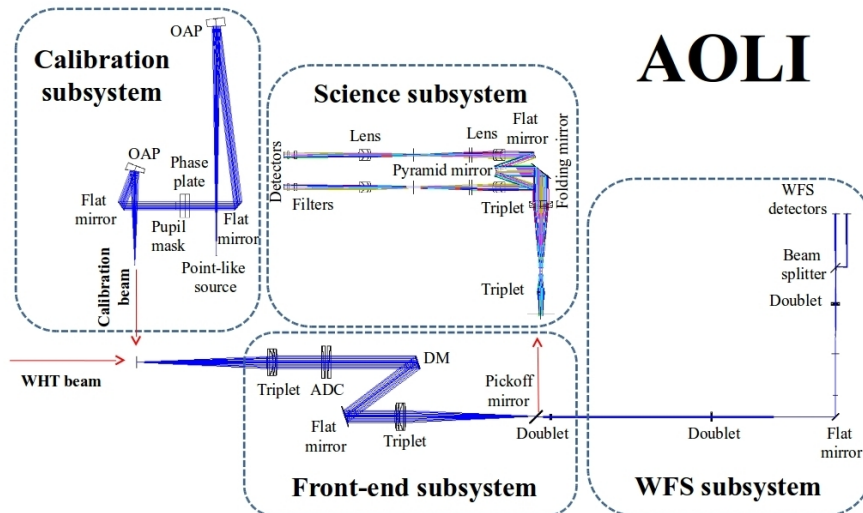 AOLI
OAP
Calibration
subsystem
OAP
Phase
plate
Flat
mirror
Pupil
mask
Flat
mirror
Point-like
source
Calibration
beam
Science subsystem
Lens
Lens
Flat
mirror
Folding mirror
Detectors
Pyramid mirror
Filters
Triplet
Triplet
WFS
detectors
Beam
splitter
Doublet
WHT beam
Triplet
ADC
DM
Flat
mirror
Triplet
Pickoff
mirror
Doublet
Doublet
Flat
mirror
Front-end subsystem
WFS subsystem